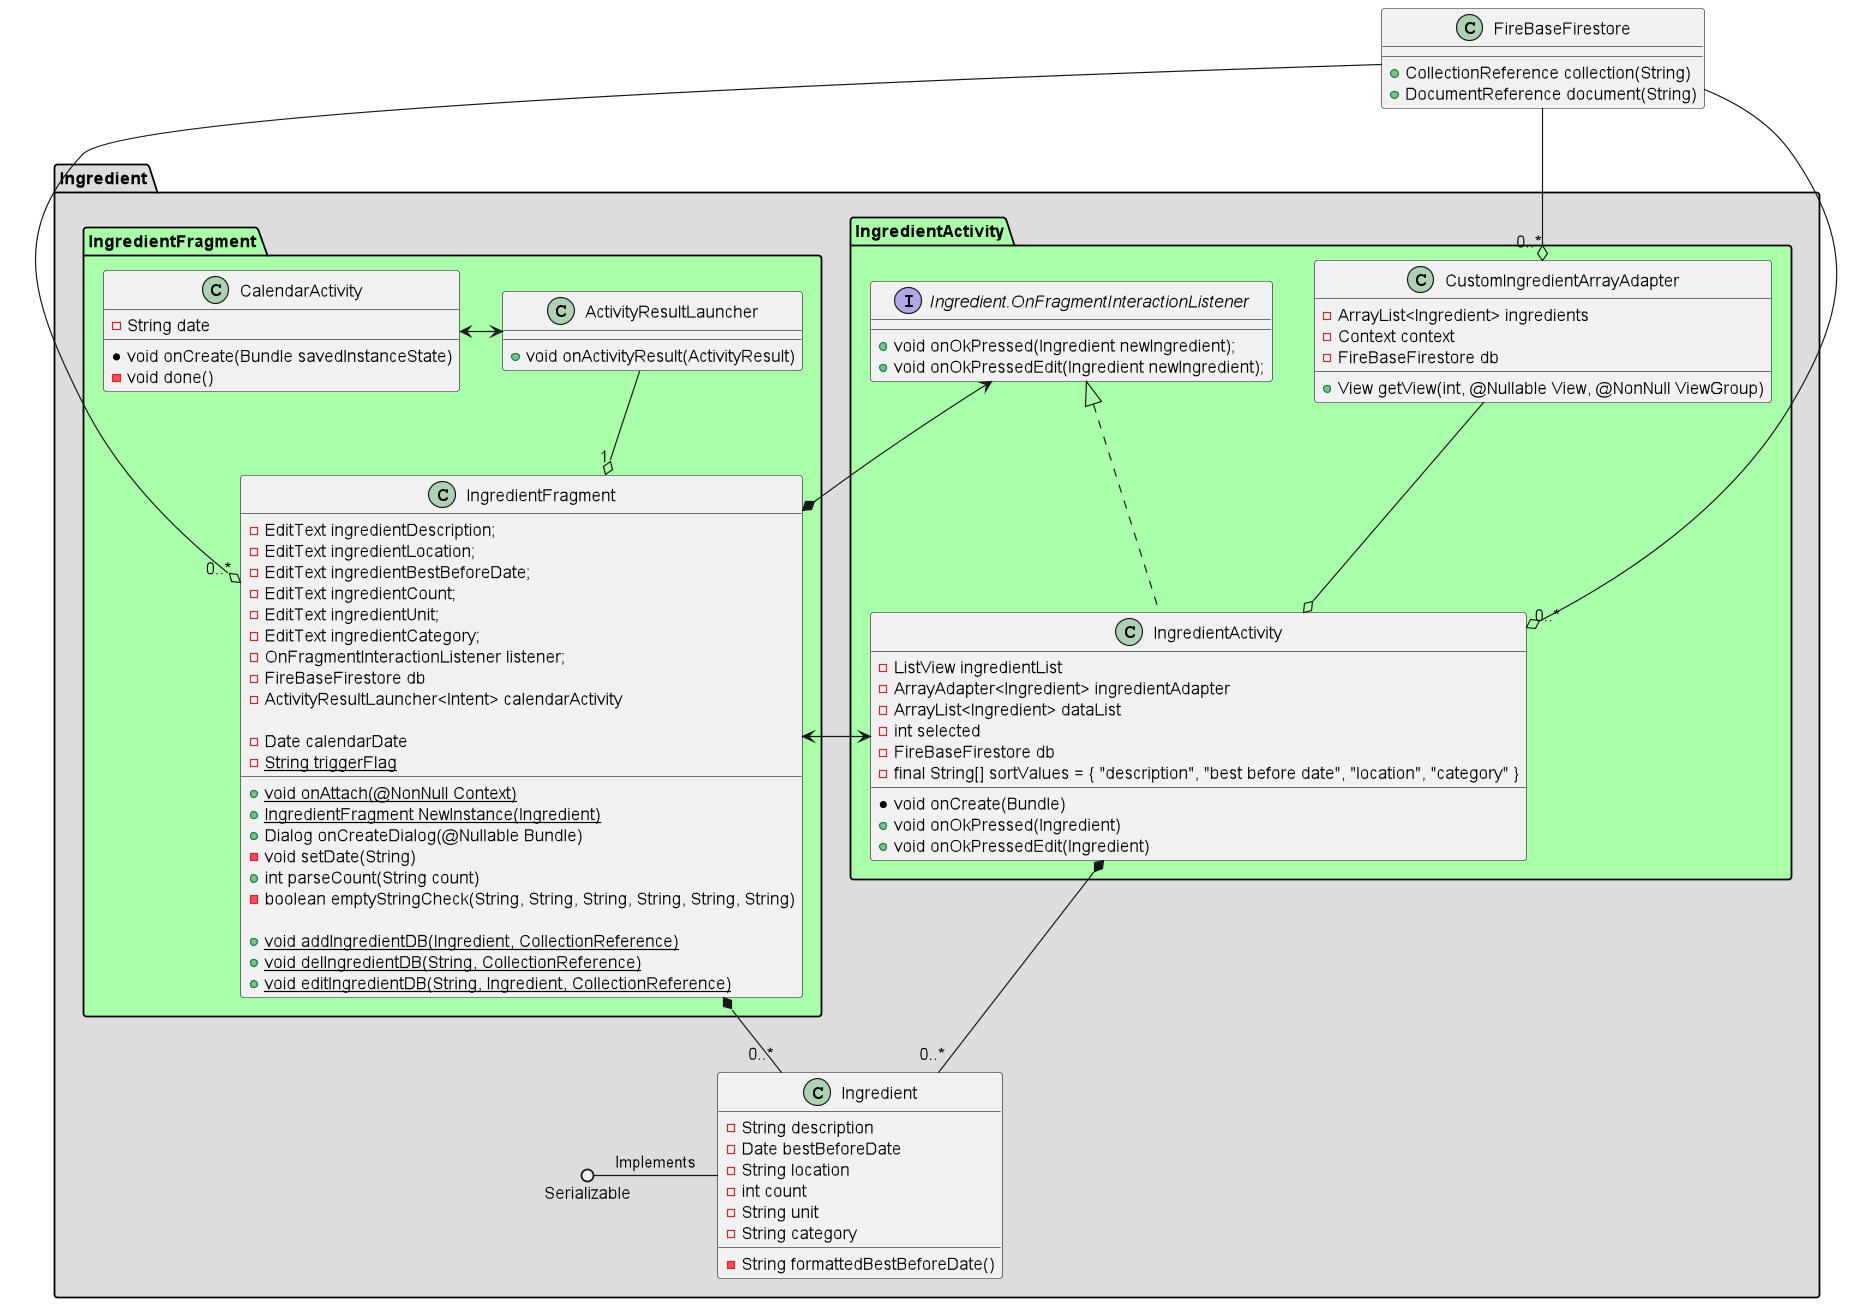 C FireBaseFirestore
CollectionReference collection(String)
DocumentReference document(String)
Ingredient
IngredientFragment
C CalendarActivity
String date
void onCreate(Bundle savedInstanceState)
void done()
C ActivityResultLauncher
void onActivityResult(ActivityResult)
1
0..*
C IngredientFragment
EditText ingredientDescription;
EditText ingredientLocation;
EditText ingredientBestBeforeDate;
EditText ingredientCount;
EditText ingredientUnit;
EditText ingredientCategory;
OnFragmentInteractionListener listener;
FireBaseFirestore db
ActivityResultLauncher<Intent> calendarActivity
Date calendarDate
String triggerFlag
void onAttach(@NonNull Context)
IngredientFragment NewInstance(Ingredient)
Dialog onCreateDialog(@Nullable Bundle)
void setDate(String)
int parseCount(String count)
boolean emptyStringCheck(String, String, String, String, String, String)
void addIngredientDB(Ingredient, CollectionReference)
void delIngredientDB(String, CollectionReference)
void editIngredientDB(String, Ingredient, CollectionReference)
IngredientActivity
I Ingredient.OnFragmentInteractionListener
void onOkPressed(Ingredient newIngredient);
void onOkPressedEdit(Ingredient newIngredient);
0..*
C CustomIngredientArrayAdapter
ArrayList<Ingredient> ingredients
Context context
FireBaseFirestore db
View getView(int, @Nullable View, @NonNull ViewGroup)
0..*
C IngredientActivity
ListView ingredientList
ArrayAdapter<Ingredient> ingredientAdapter
ArrayList<Ingredient> dataList
int selected
FireBaseFirestore db
final String[] sortValues = { "description", "best before date", "location", "category" }
void onCreate(Bundle)
void onOkPressed(Ingredient)
void onOkPressedEdit(Ingredient)
0..*
0..*
C Ingredient
String description
Date bestBeforeDate
String location
int count
String unit
String category
String formattedBestBeforeDate()
Implements
Serializable